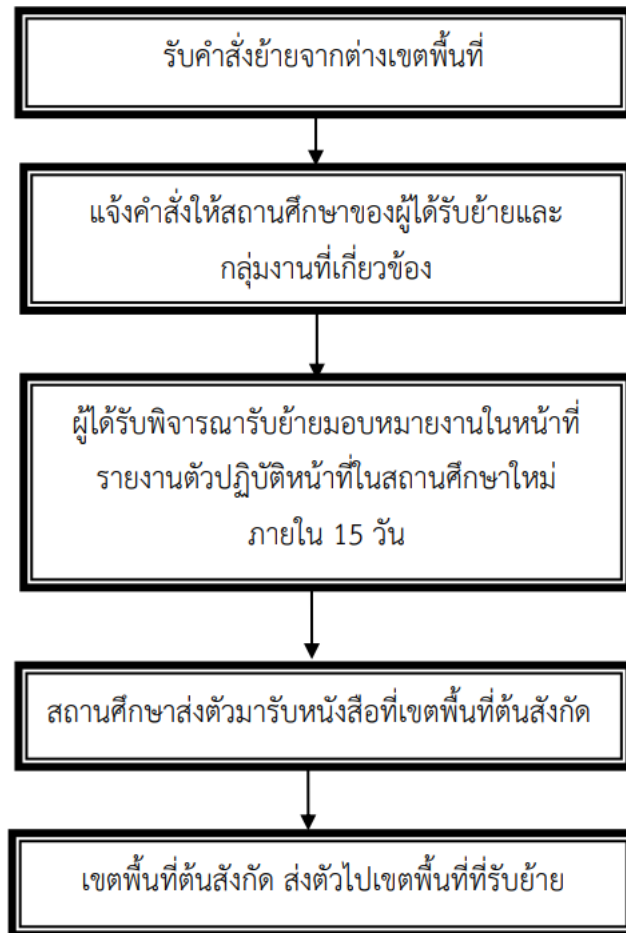 รับคำสั่งย้ายจากต่างเขตพื้นที่
แจ้งคำสั่งให้สถานศึกษาของผู้ได้รับย้ายและ
กลุ่มงานที่เกี่ยวข้อง
ผู้ได้รับพิจารณารับย้ายมอบหมายงานในหน้าที่
รายงานตัวปฏิบัติหน้าที่ในสถานศึกษาใหม่
ภายใน 15 วัน
สถานศึกษาส่งตัวมารับหนังสือที่เขตพื้นที่ต้นสังกัด
เขตพื้นที่ต้นสังกัด ส่งตัวไปเขตพื้นที่ที่รับย้าย